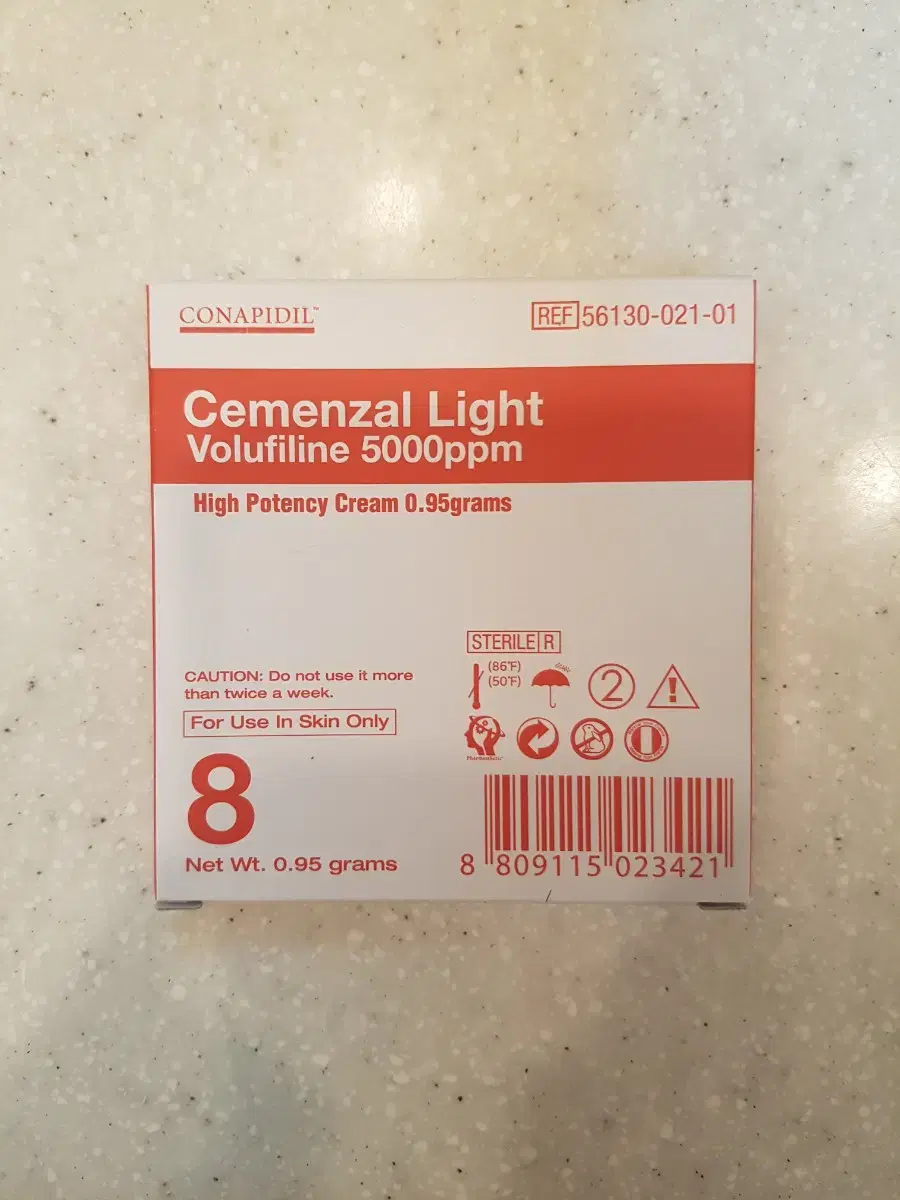 CONAPIDIL™
REF 56130-021-01
Cemenzal Light
Volufiline 5000ppm
High Potency Cream 0.95grams
STERILE R
(86°F)
(50°F)
2
!
CAUTION: Do not use it more
than twice a week.
For Use In Skin Only
8
Net Wt. 0.95 grams
8 809115 023421